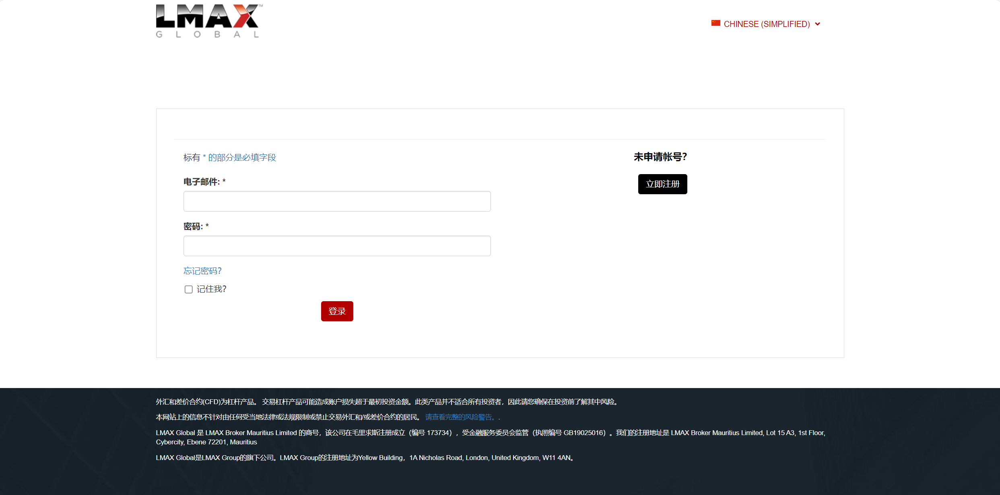 LMAX™
GLOBAL
CHINESE (SIMPLIFIED)
标有 * 的部分是必填字段
电子邮件: *
密码: *
忘记密码?
记住我?
登录
未申请帐号?
立即注册
外汇和差价合约(CFD)为杠杆产品。 交易杠杆产品可能造成账户损失超于最初投资金额。此类产品并不适合所有投资者，因此请您确保在投资前了解其中风险。
本网站上的信息不针对由任何受当地法律或法规限制或禁止交易外汇和/或差价合约的居民。 请查看完整的风险警告。.
LMAX Global 是 LMAX Broker Mauritius Limited 的商号，该公司在毛里求斯注册成立（编号 173734），受金融服务委员会监管（执照编号 GB19025016）。我们的注册地址是 LMAX Broker Mauritius Limited, Lot 15 A3, 1st Floor,
Cybercity, Ebene 72201, Mauritius
LMAX Global是LMAX Group的旗下公司。LMAX Group的注册地址为Yellow Building，1A Nicholas Road, London, United Kingdom, W11 4AN。